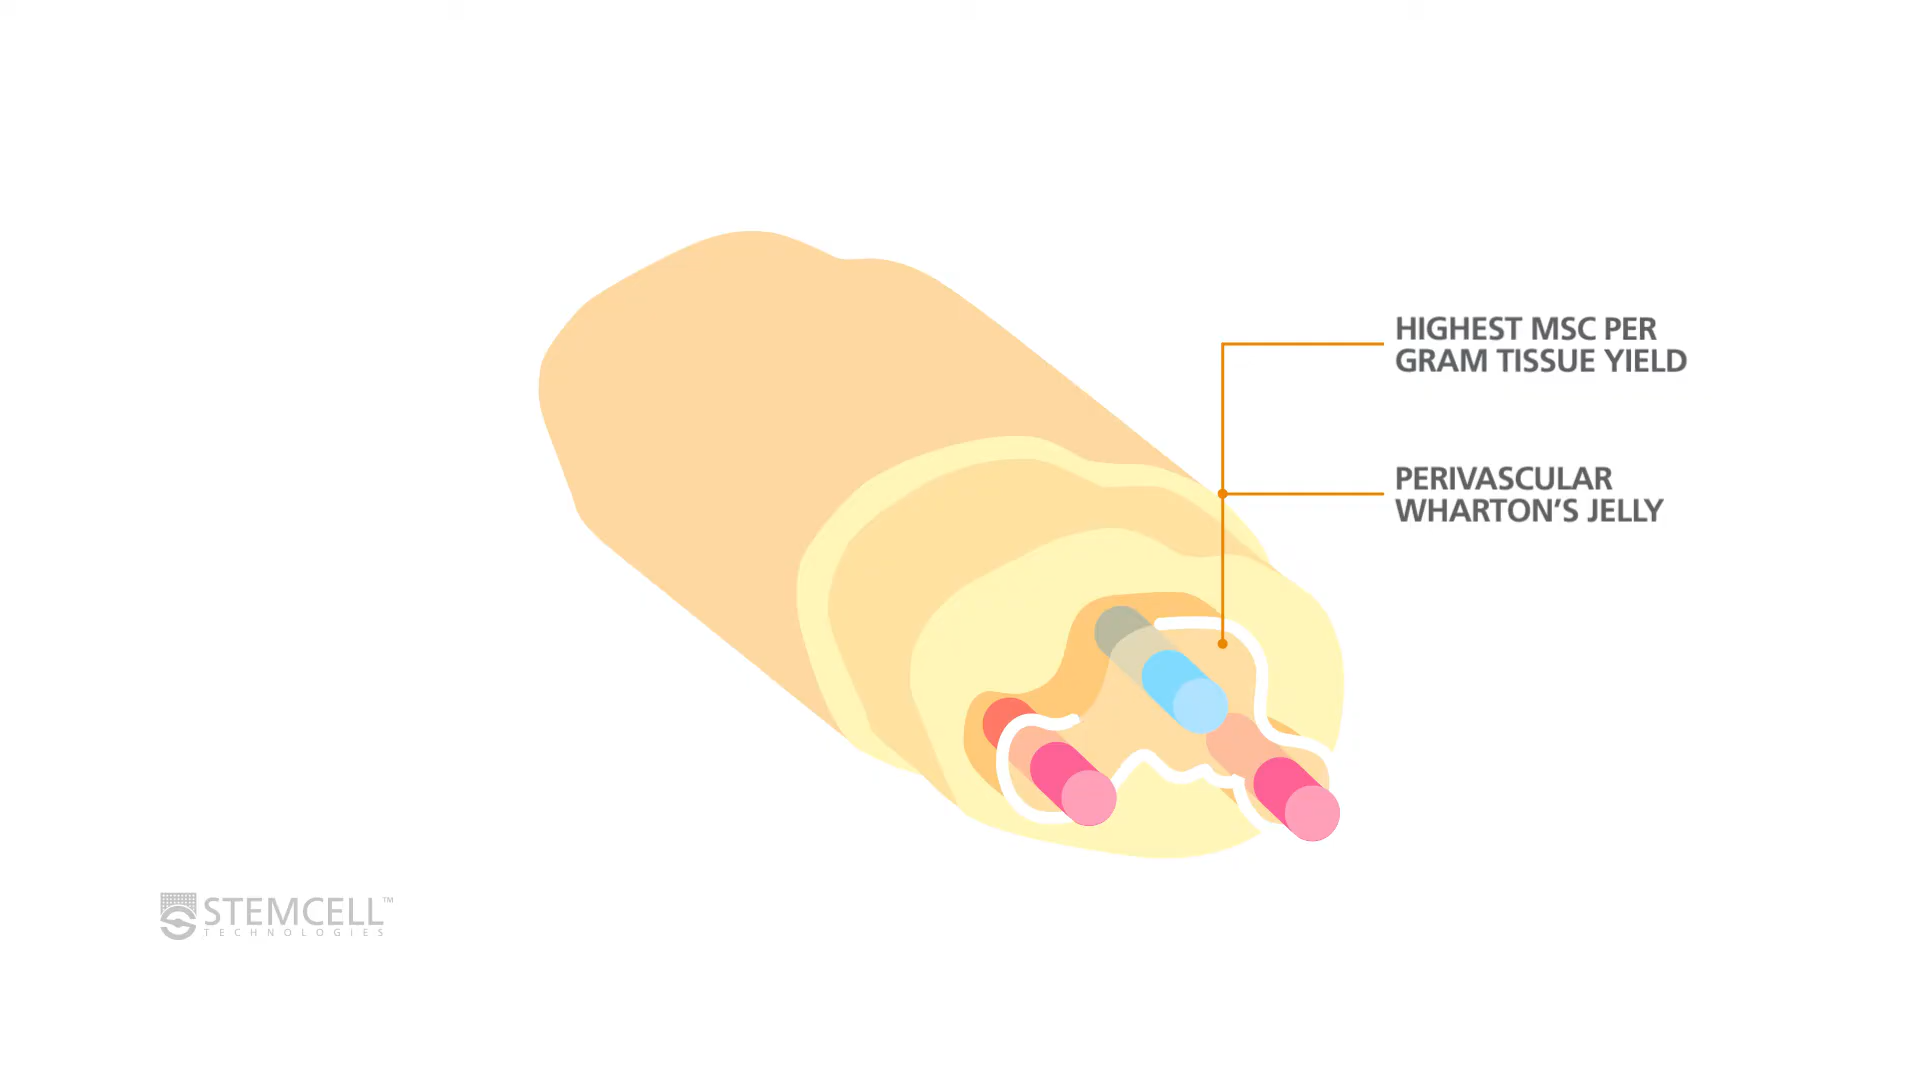 HIGHEST MSC PER
GRAM TISSUE YIELD
PERIVASCULAR
WHARTON'S JELLY
STEMCELL™
TECHNOLOGIES